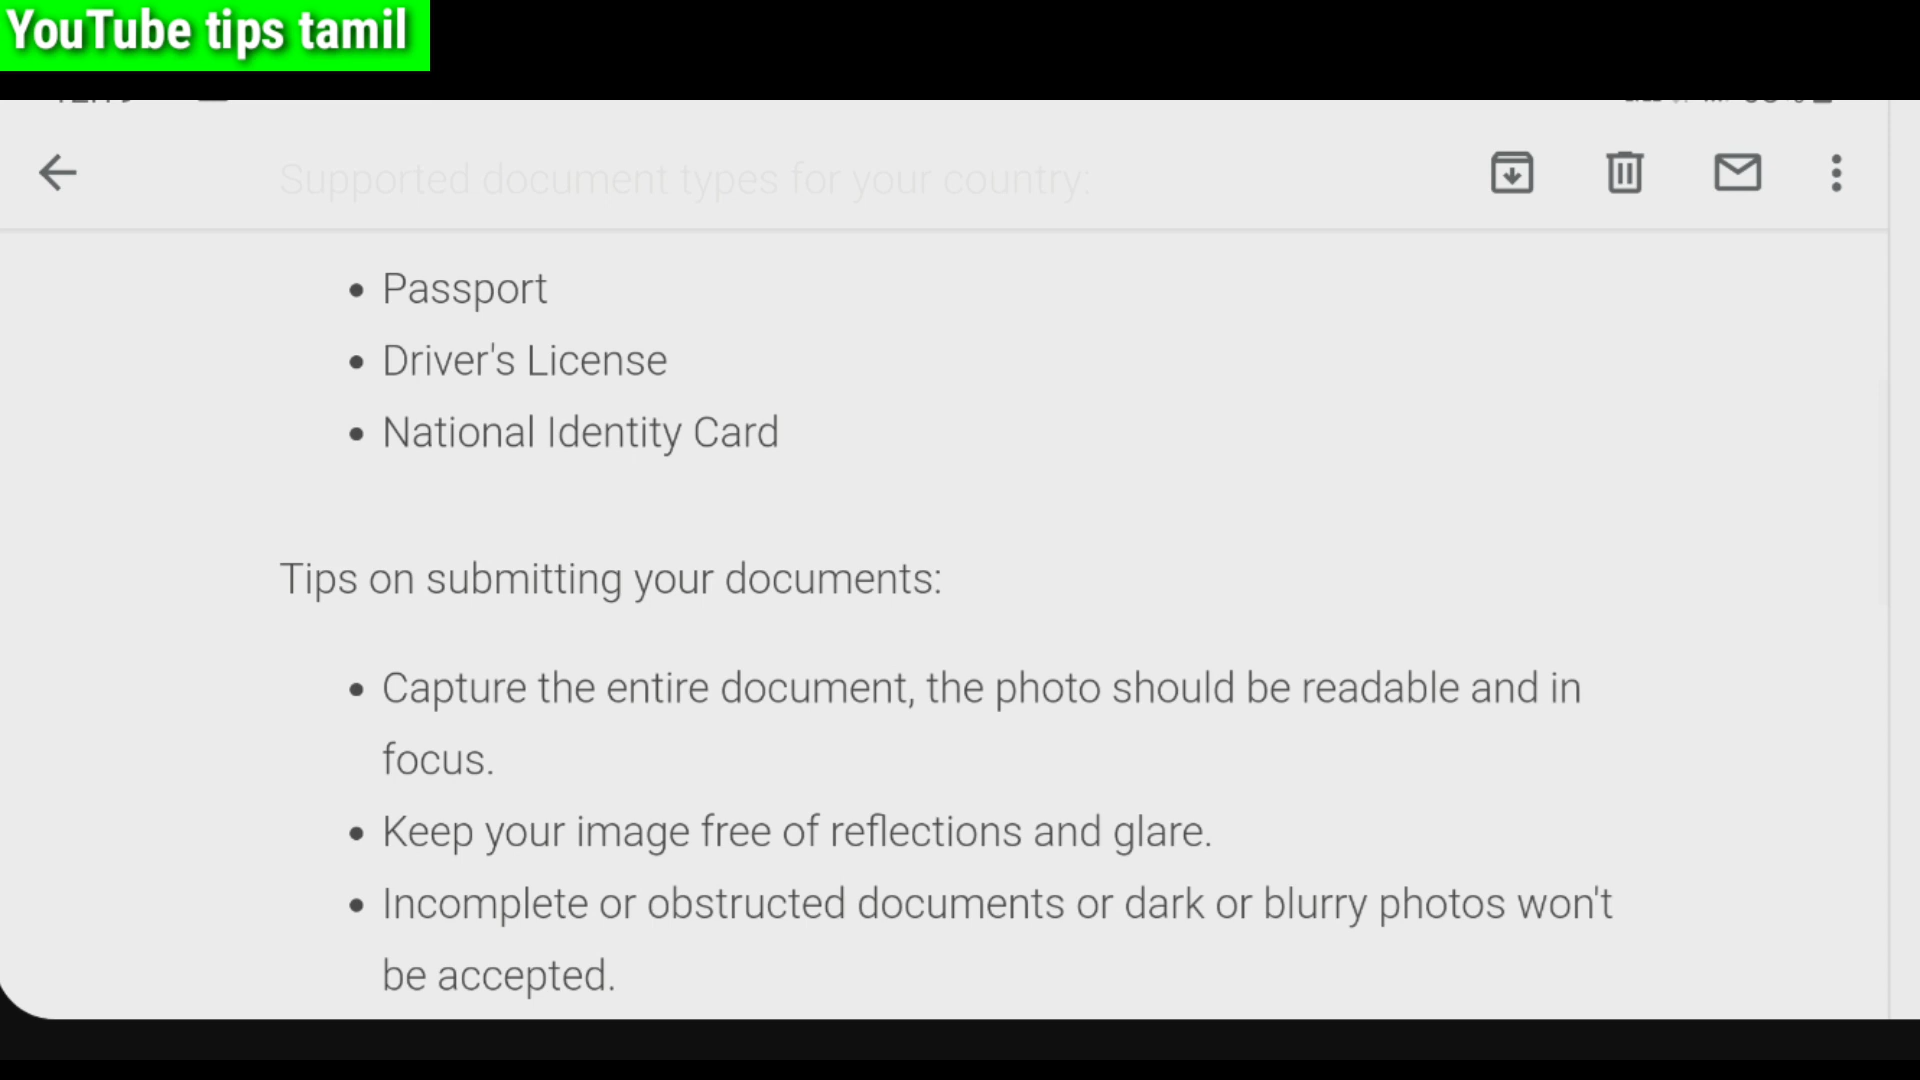 YouTube tips tamil
Supported document types for your country:
• Passport
• Driver's License
• National Identity Card
Tips on submitting your documents:
• Capture the entire document, the photo should be readable and in
focus.
• Keep your image free of reflections and glare.
• Incomplete or obstructed documents or dark or blurry photos won't
be accepted.